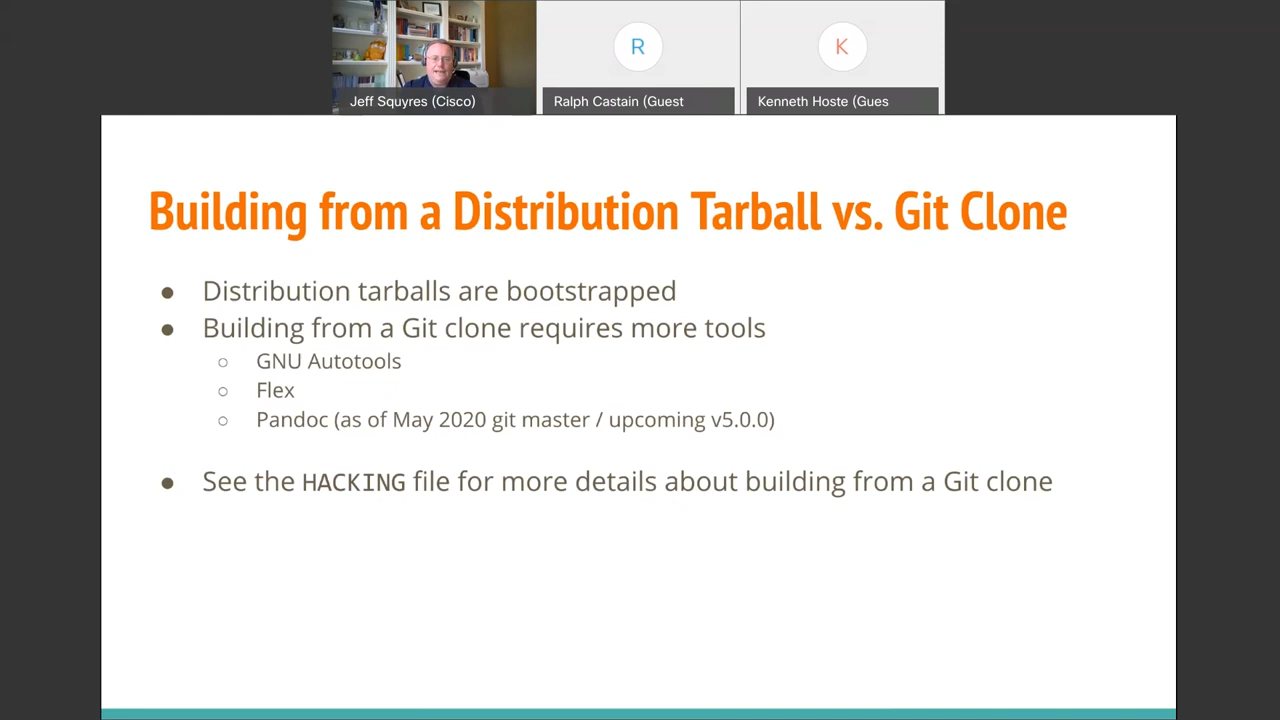 R
K
Jeff Squyres (Cisco)
Ralph Castain (Guest
Kenneth Hoste (Gues
Building from a Distribution Tarball vs. Git Clone
● Distribution tarballs are bootstrapped
● Building from a Git clone requires more tools
○ GNU Autotools
○ Flex
○ Pandoc (as of May 2020 git master / upcoming v5.0.0)
● See the HACKING file for more details about building from a Git clone